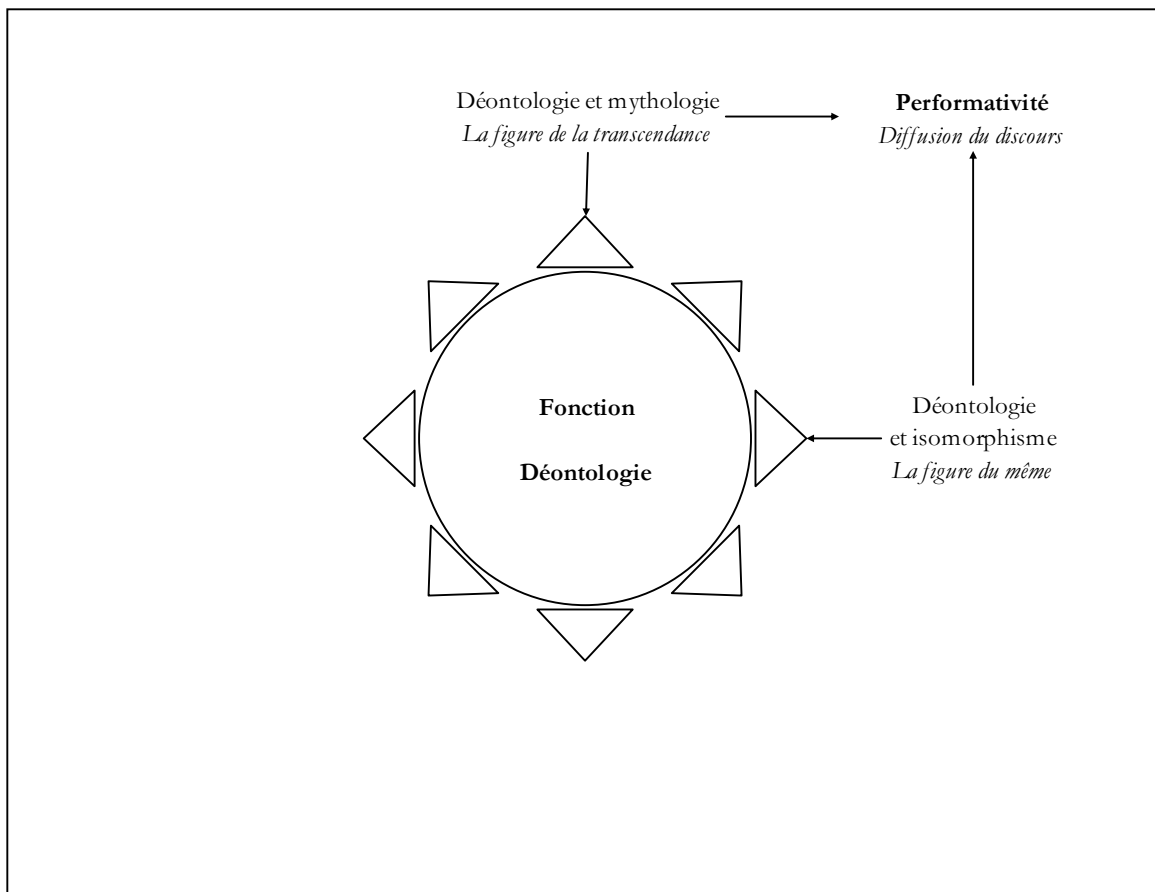 Déontologie et mythologie
La figure de la transcendance
Performativité
Diffusion du discours
Fonction
Déontologie
Déontologie
et isomorphisme
La figure du même